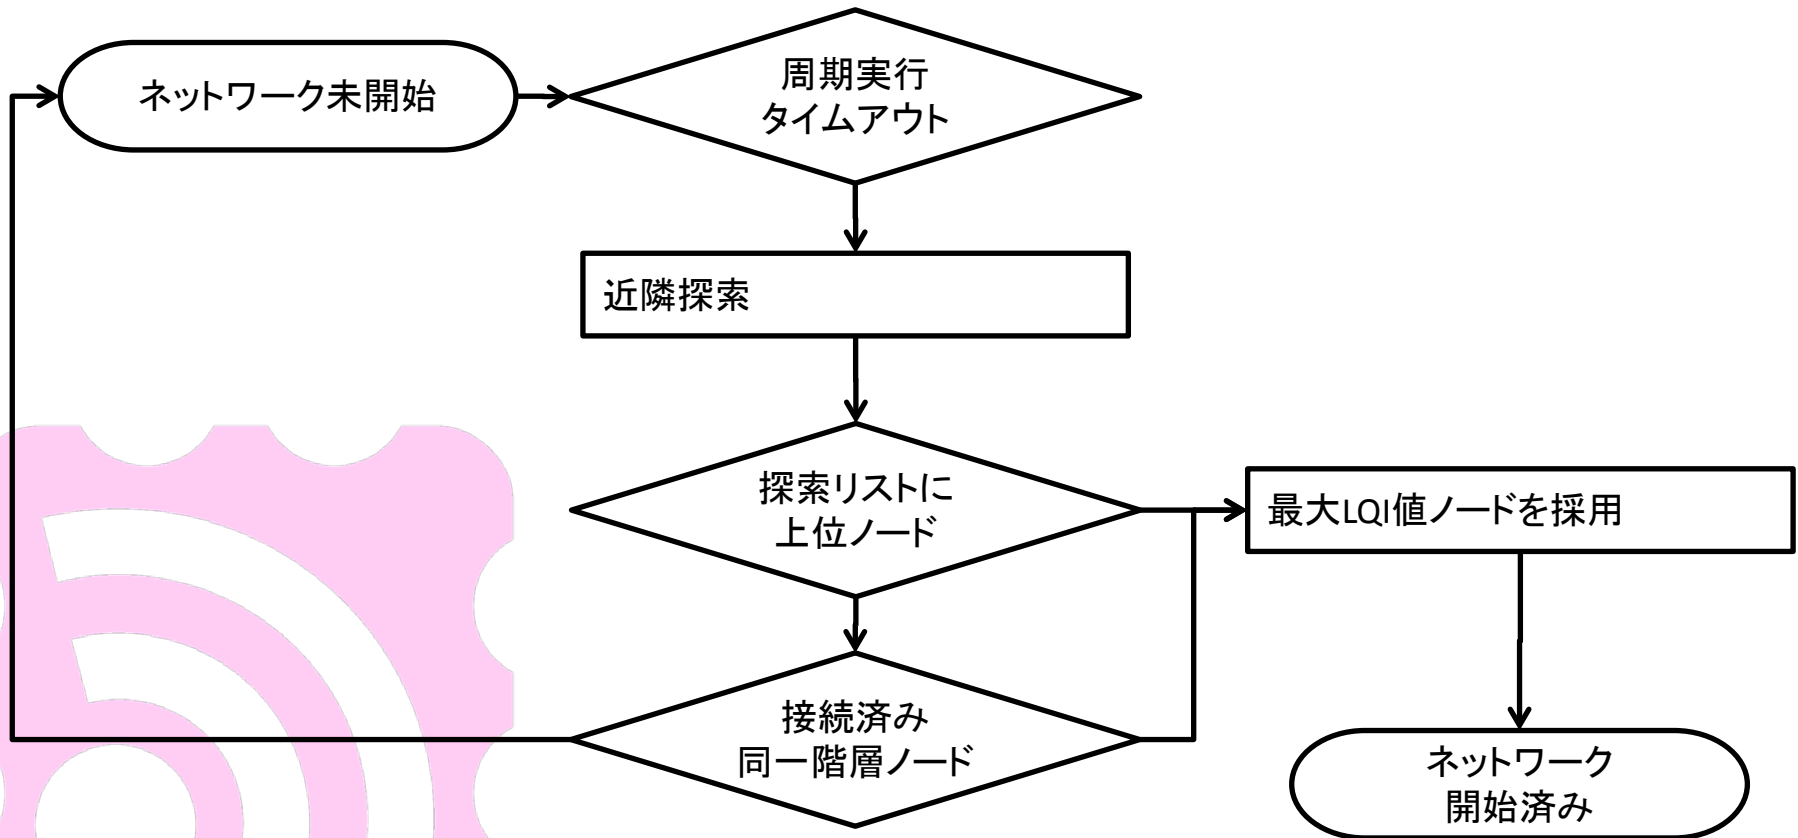 ネットワーク未開始
周期実行
タイムアウト
近隣探索
探索リストに
上位ノード
最大LQI値ノードを採用
接続済み
同一階層ノード
ネットワーク
開始済み